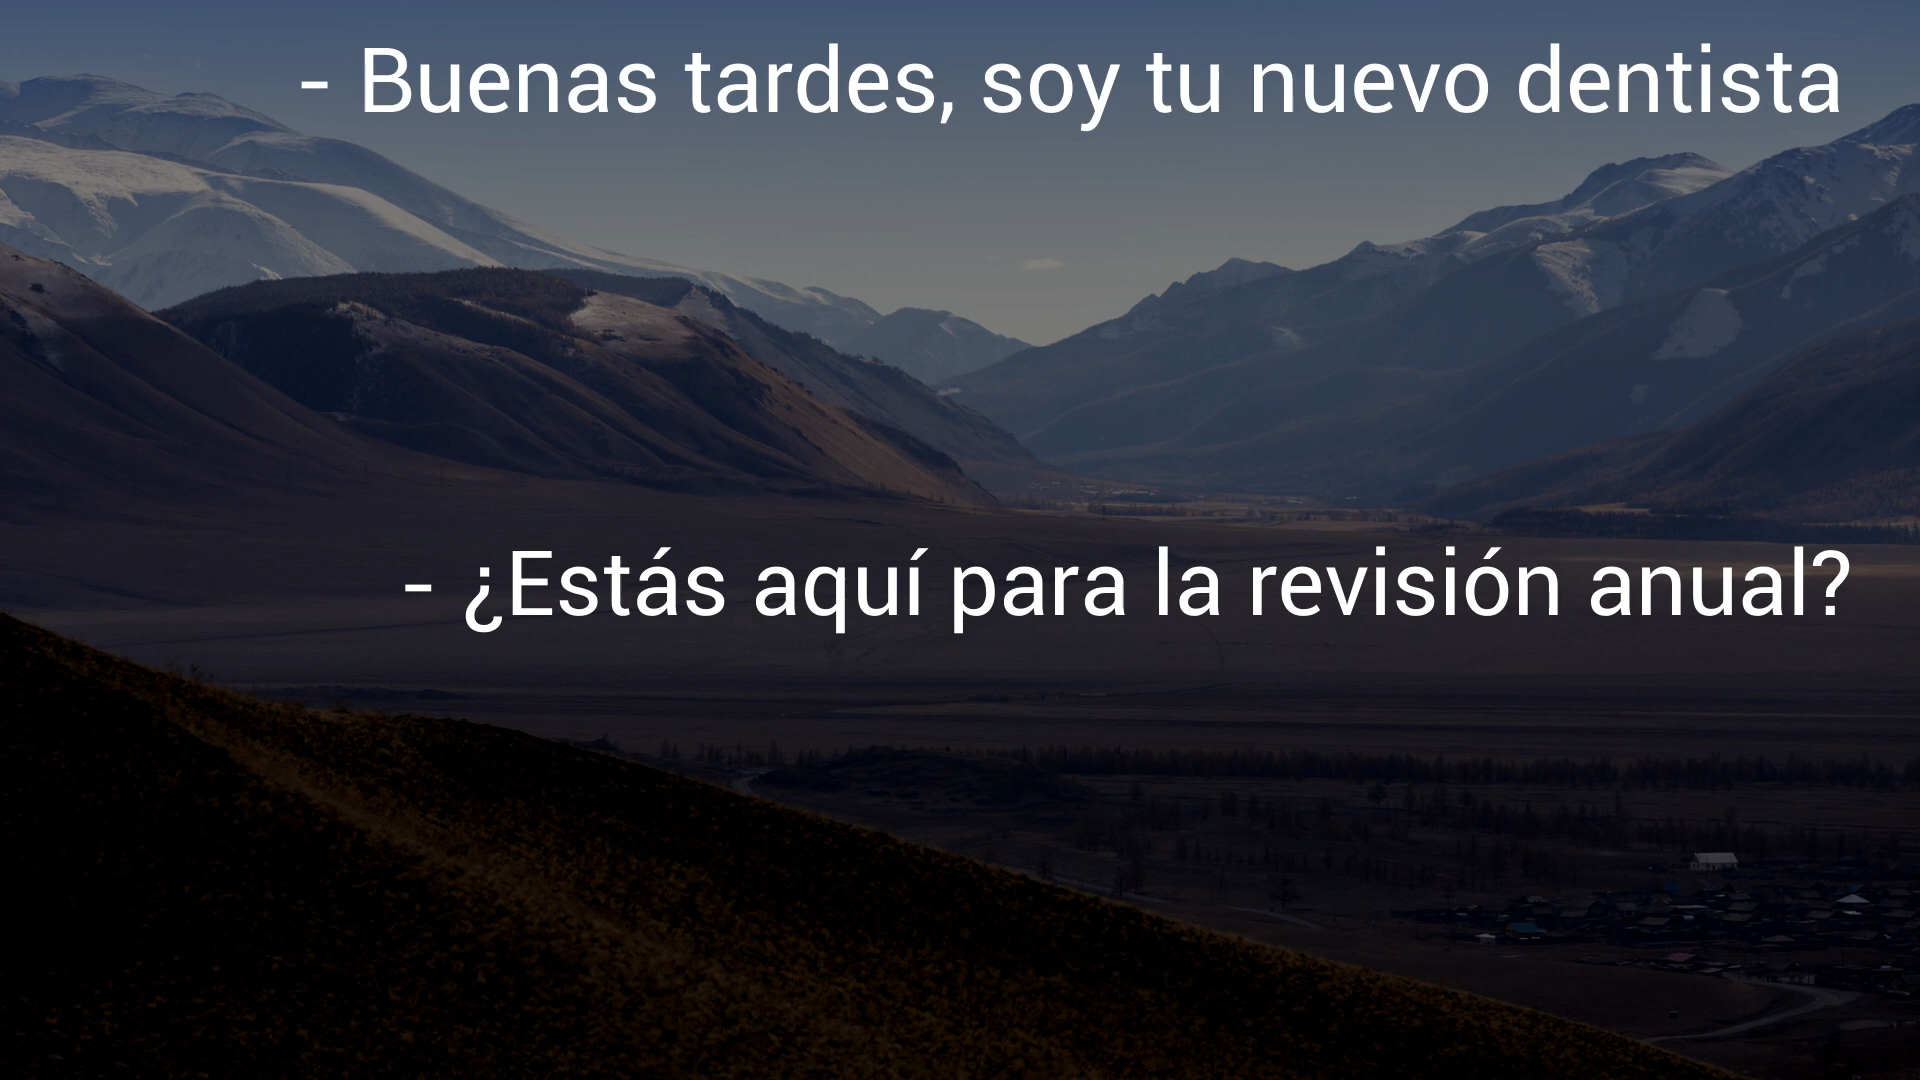 - Buenas tardes, soy tu nuevo dentista
- ¿Estás aquí para la revisión anual?